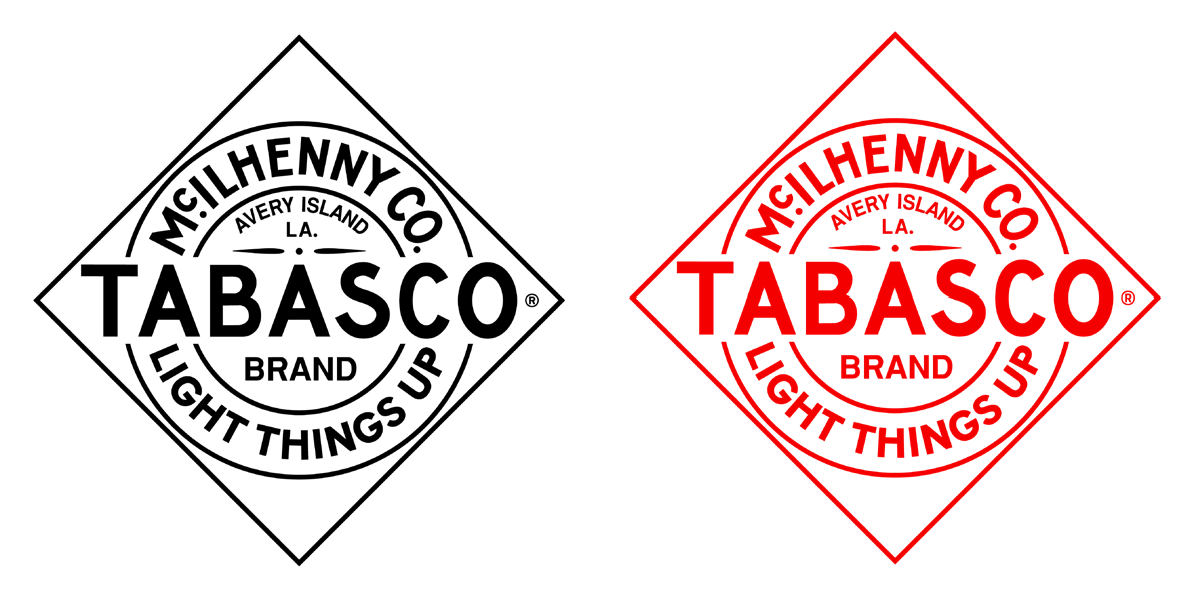 McILHENNY CO.
AVERY ISLAND
LA.
TABASCO®
BRAND
LIGHT THINGS UP
McILHENNY CO.
AVERY ISLAND
LA.
TABASCO®
BRAND
LIGHT THINGS UP